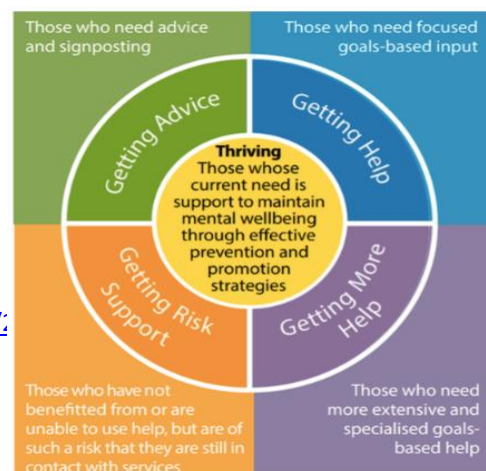 Those who need advice
and signposting
Those who need focused
goals-based input
Getting Advice
Getting Help
Thriving
Those whose
current need is
support to maintain
mental wellbeing
through effective
prevention and
promotion
strategies
Getting Risk
Support
Getting More
Help
Those who have not
benefitted from or are
unable to use help, but are of
such a risk that they are still in
contact with services
Those who need
more extensive and
specialised goals-
based help